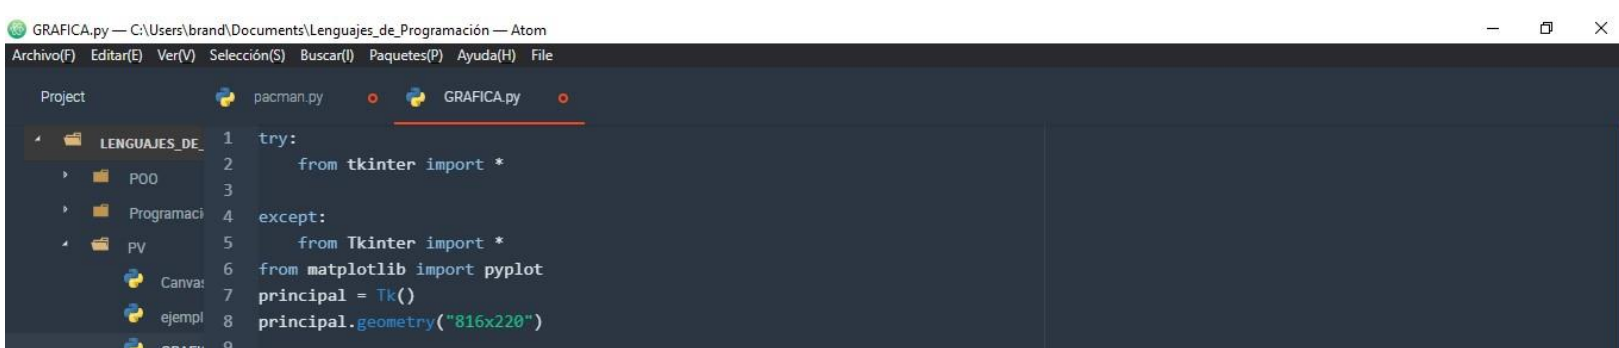 GRAFICA.py — C:\Users\brand\Documents\Lenguajes_de_Programación — Atom
Archivo(F) Editar(E) Ver(V) Selección(S) Buscar(I) Paquetes(P) Ayuda(H) File
Project pacman.py GRAFICA.py
LENGUAJES_DE_
POO
Programaci
PV
Canvas
ejempl
1 try:
2 from tkinter import *
3
4 except:
5 from Tkinter import *
6 from matplotlib import pyplot
7 principal = Tk()
8 principal.geometry("816x220")